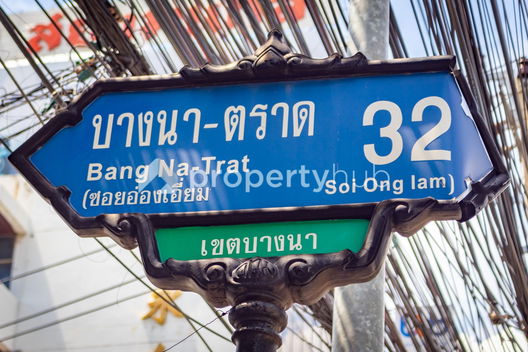 บางนา-ตราด 32
Bang Na-Trat
(ซอยอ๋องเอี่ยม Soi Ong Iam)
propertyhub
เขตบางนา